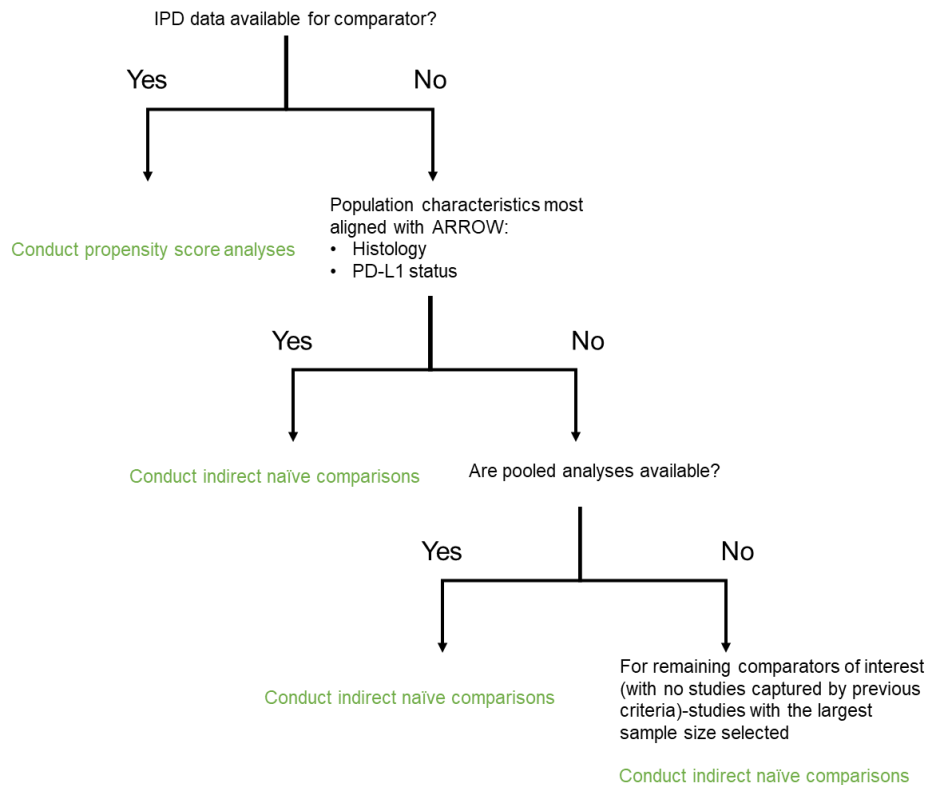 IPD data available for comparator?
Yes
No
Conduct propensity score analyses
Population characteristics most
aligned with ARROW:
• Histology
• PD-L1 status
Yes
No
Conduct indirect naïve comparisons
Are pooled analyses available?
Yes
No
Conduct indirect naïve comparisons
For remaining comparators of interest
(with no studies captured by previous
criteria)-studies with the largest
sample size selected
Conduct indirect naïve comparisons